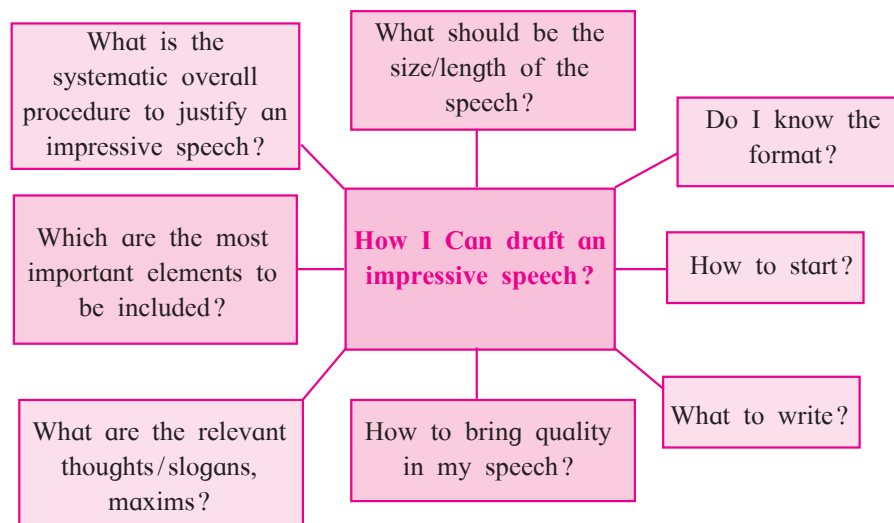 What is the
systematic overall
procedure to justify an
impressive speech?
What should be the
size/length of the
speech?
Do I know the
format?
How I Can draft an
impressive speech?
Which are the most
important elements to
be included?
How to start?
What are the relevant
thoughts/slogans,
maxims?
How to bring quality
in my speech?
What to write?